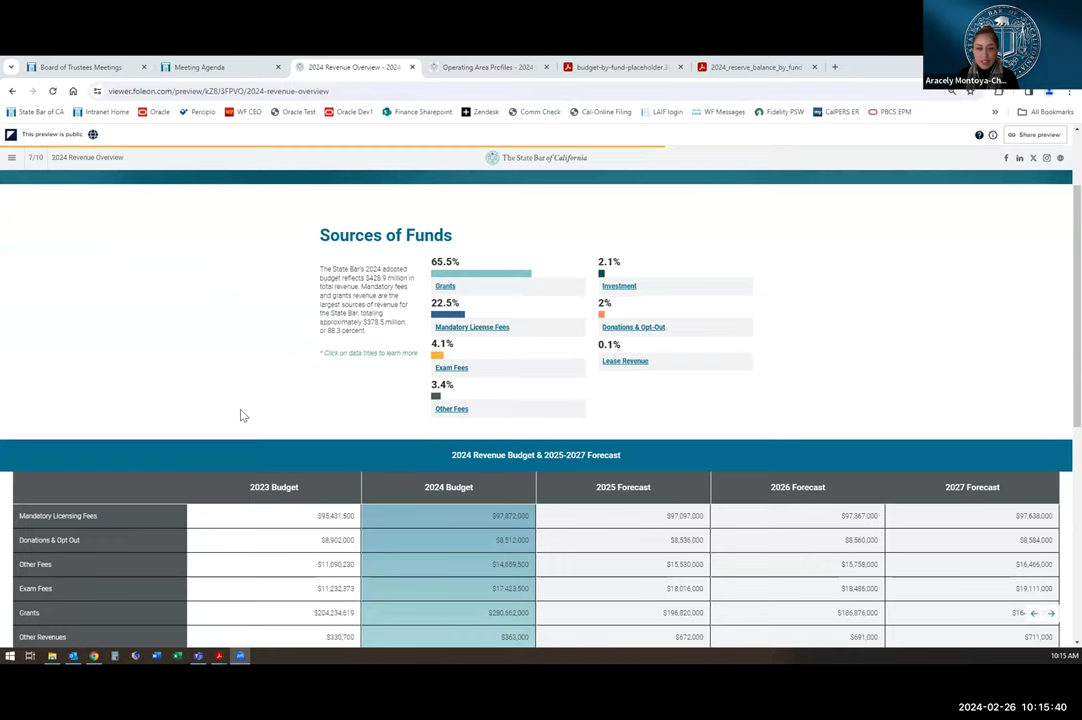 Aracely Montoya-Ch...
Board of Trustees Meetings
Meeting Agenda
2024 Revenue Overview - 2024
Operating Area Profiles - 2024
budget-by-fund-placeholder.
2024_reserve_balance_by_fund
viewer.foleon.com/preview/kZ8J3FPVO/2024-revenue-overview
State Bar of CA
Intranet Home
Oracle
Percipio
WF CEO
Oracle Test
Oracle Dev1
Finance Sharepoint
Zendesk
Comm Check
Cal-Online Filing
LAIF login
WF Messages
Fidelity PSW
CalPERS ER
PBCS EPM
All Bookmarks
This preview is public
Share preview
7/10 2024 Revenue Overview
The State Bar of California
Sources of Funds
The State Bar's 2024 adopted
budget reflects $428.9 million in
total revenue. Mandatory fees
and grants revenue are the
largest sources of revenue for
the State Bar, totaling
approximately $378.5 million,
or 88.3 percent.
* Click on data titles to learn more
65.5%
Grants
22.5%
Mandatory License Fees
4.1%
Exam Fees
3.4%
Other Fees
2.1%
Investment
2%
Donations & Opt-Out
0.1%
Lease Revenue
2024 Revenue Budget & 2025-2027 Forecast
2023 Budget 2024 Budget 2025 Forecast 2026 Forecast 2027 Forecast
Mandatory Licensing Fees $95,431,500 $97,872,000 $97,097,000 $97,367,000 $97,638,000
Donations & Opt Out $8,902,000 $8,512,000 $8,536,000 $8,560,000 $8,584,000
Other Fees $11,090,230 $14,659,500 $15,530,000 $15,758,000 $16,466,000
Exam Fees $11,232,373 $17,423,500 $18,016,000 $18,486,000 $19,111,000
Grants $204,234,619 $280,662,000 $196,820,000 $186,876,000
Other Revenues $330,700 $363,000 $672,000 $691,000 $711,000
10:15 AM
2024-02-26 10:15:40